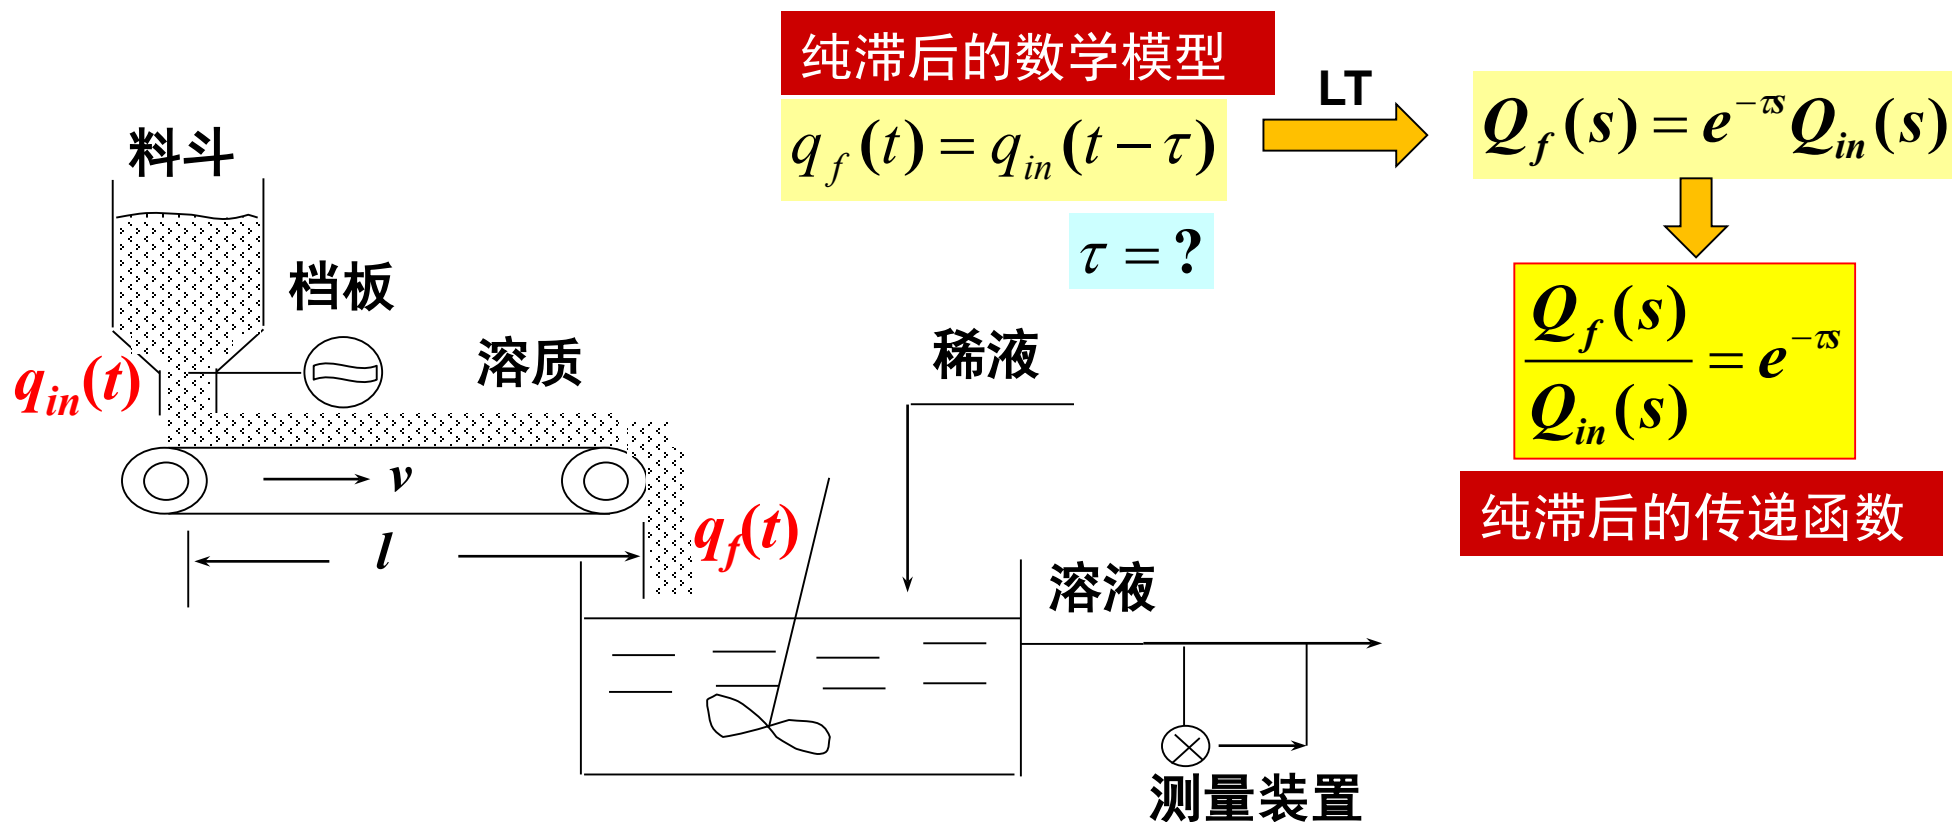 纯滞后的数学模型
LT
q_f(t) = q_in(t − τ)
Q_f(s) = e^{−τs}Q_in(s)
τ = ?
料斗
档板
溶质
稀液
q_in(t)
Q_f(s)/Q_in(s) = e^{−τs}
纯滞后的传递函数
v
l
q_f(t)
溶液
测量装置